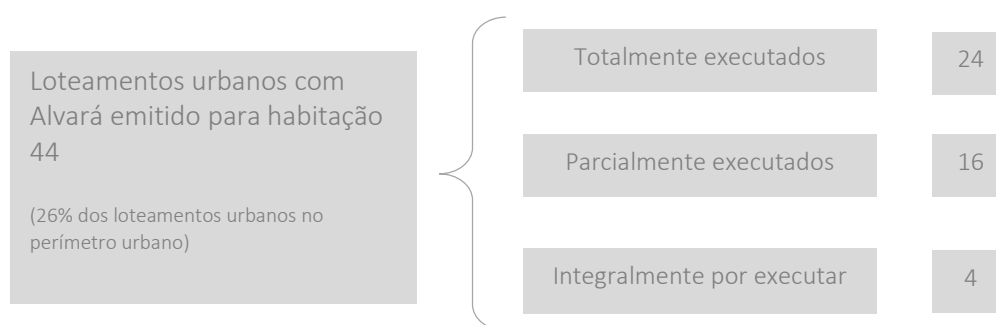 Loteamentos urbanos com
Alvará emitido para habitação
44
(26% dos loteamentos urbanos no
perímetro urbano)
Totalmente executados
24
Parcialmente executados
16
Integralmente por executar
4